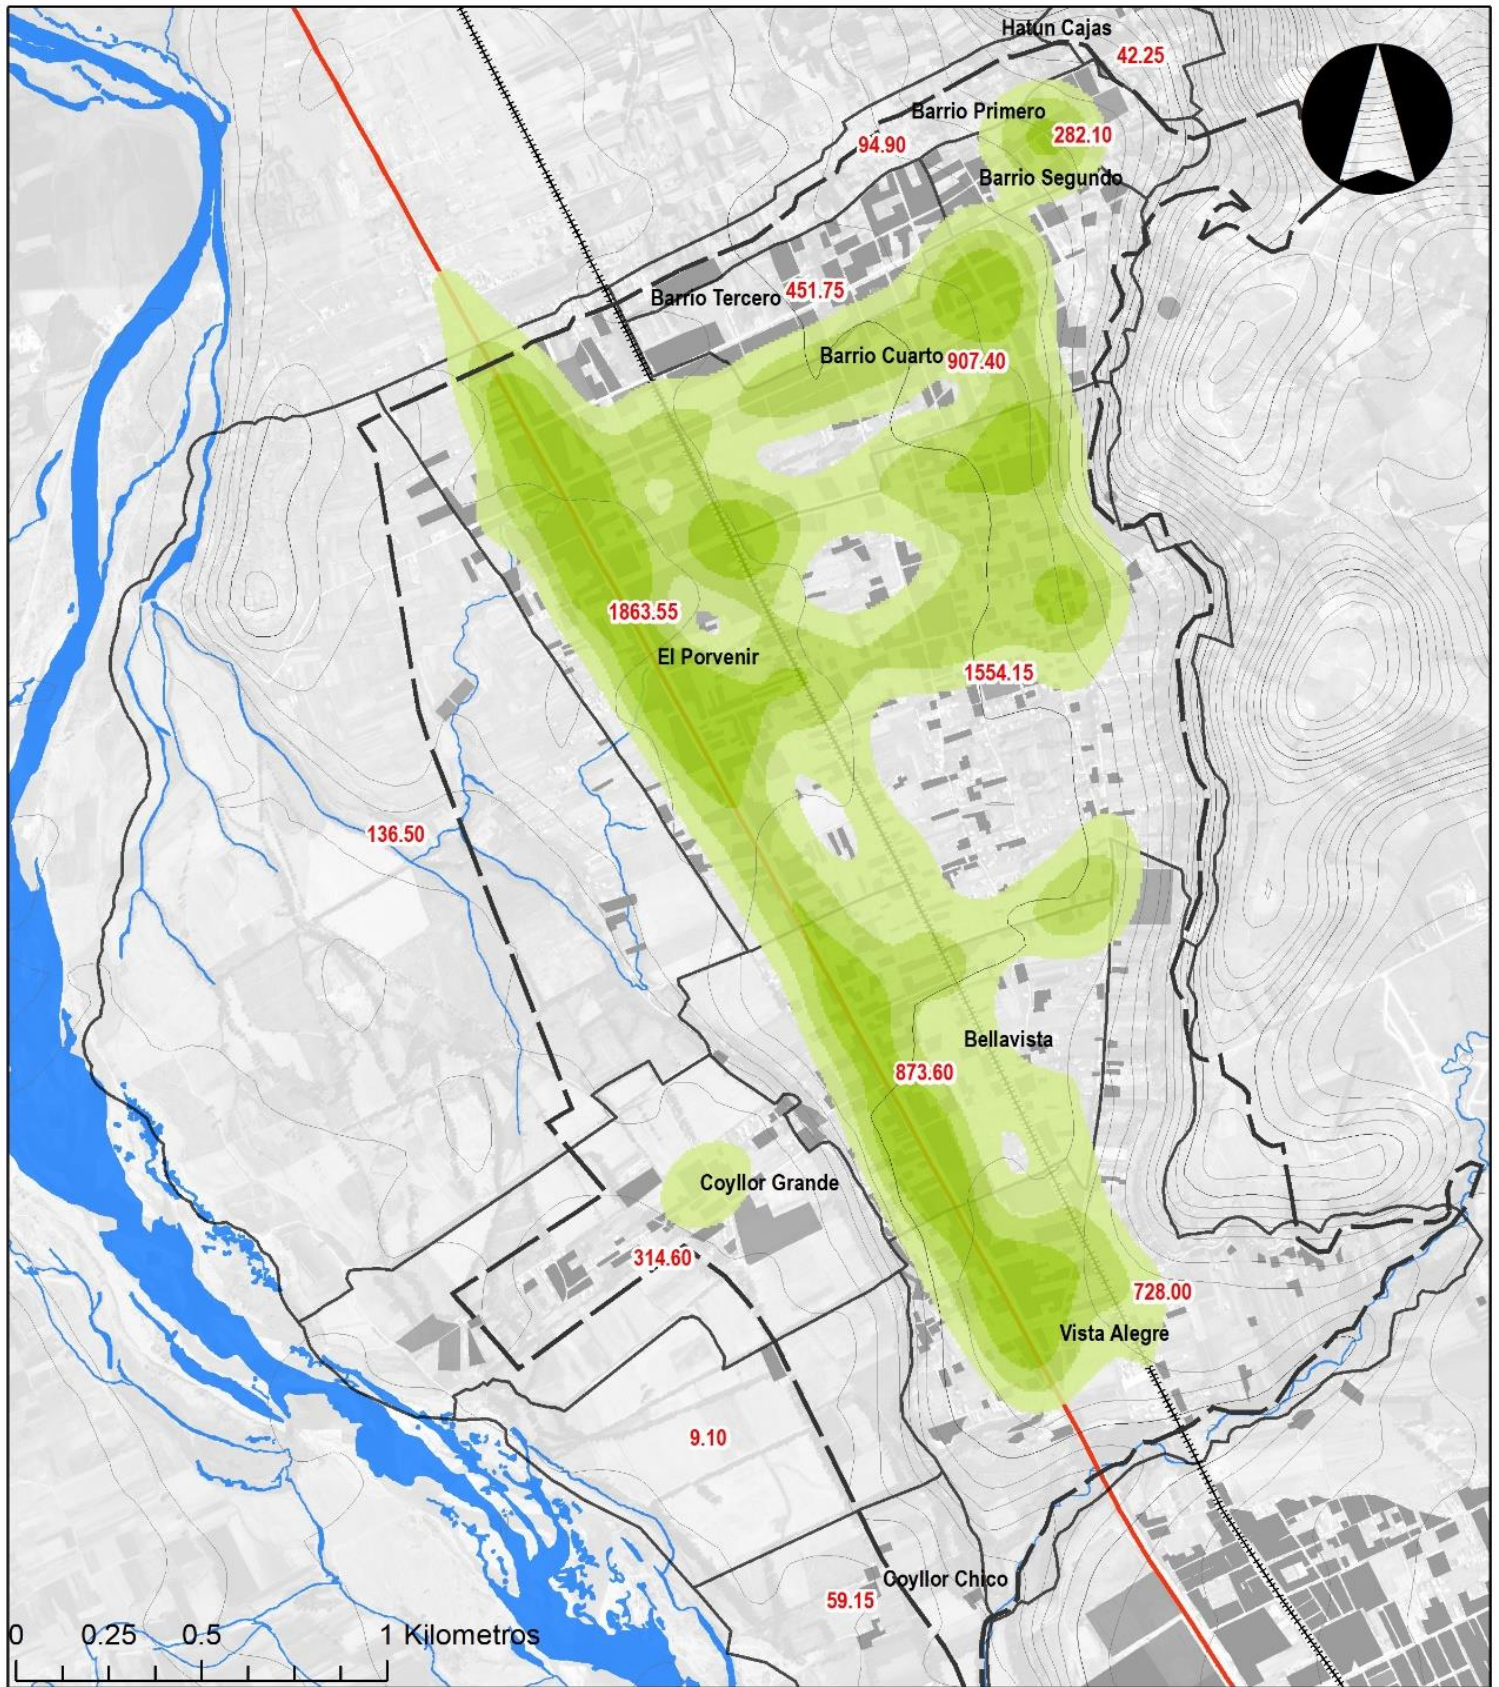 Hatun Cajas
42.25
Barrio Primero
282.10
94.90
Barrio Segundo
Barrio Tercero 451.75
Barrio Cuarto 907.40
1863.55
El Porvenir
1554.15
136.50
Bellavista
873.60
Coyllor Grande
314.60
728.00
Vista Alegre
9.10
Coyllor Chico
59.15
0 0.25 0.5 1 Kilometros